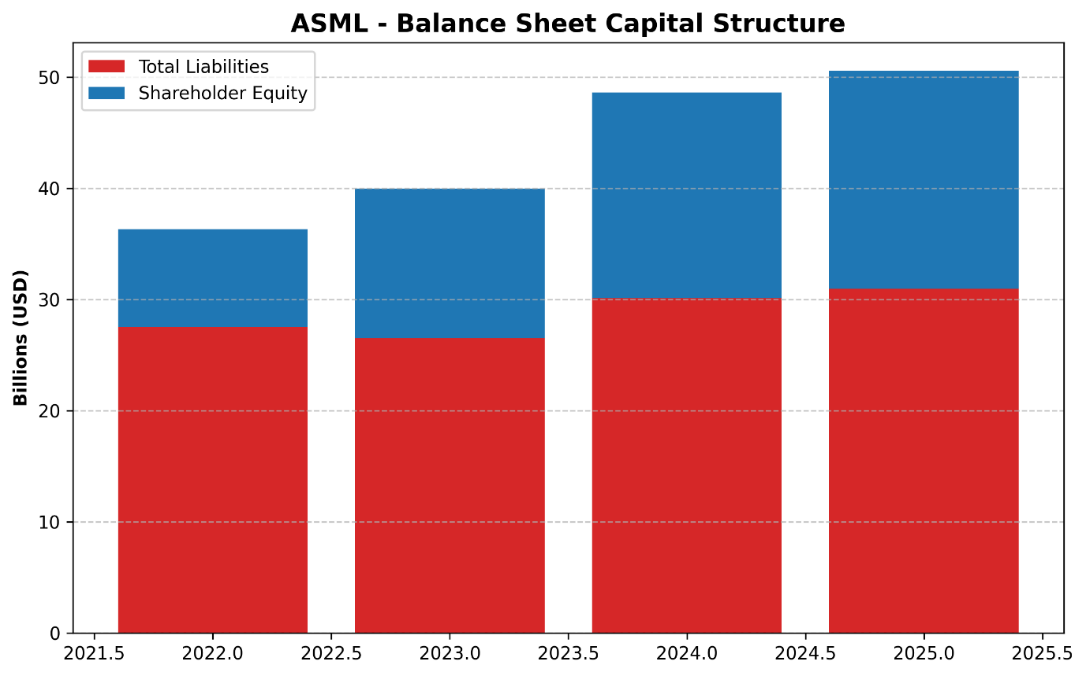 ASML - Balance Sheet Capital Structure
Total Liabilities
Shareholder Equity
Billions (USD)
50
40
30
20
10
0
2021.5 2022.0 2022.5 2023.0 2023.5 2024.0 2024.5 2025.0 2025.5